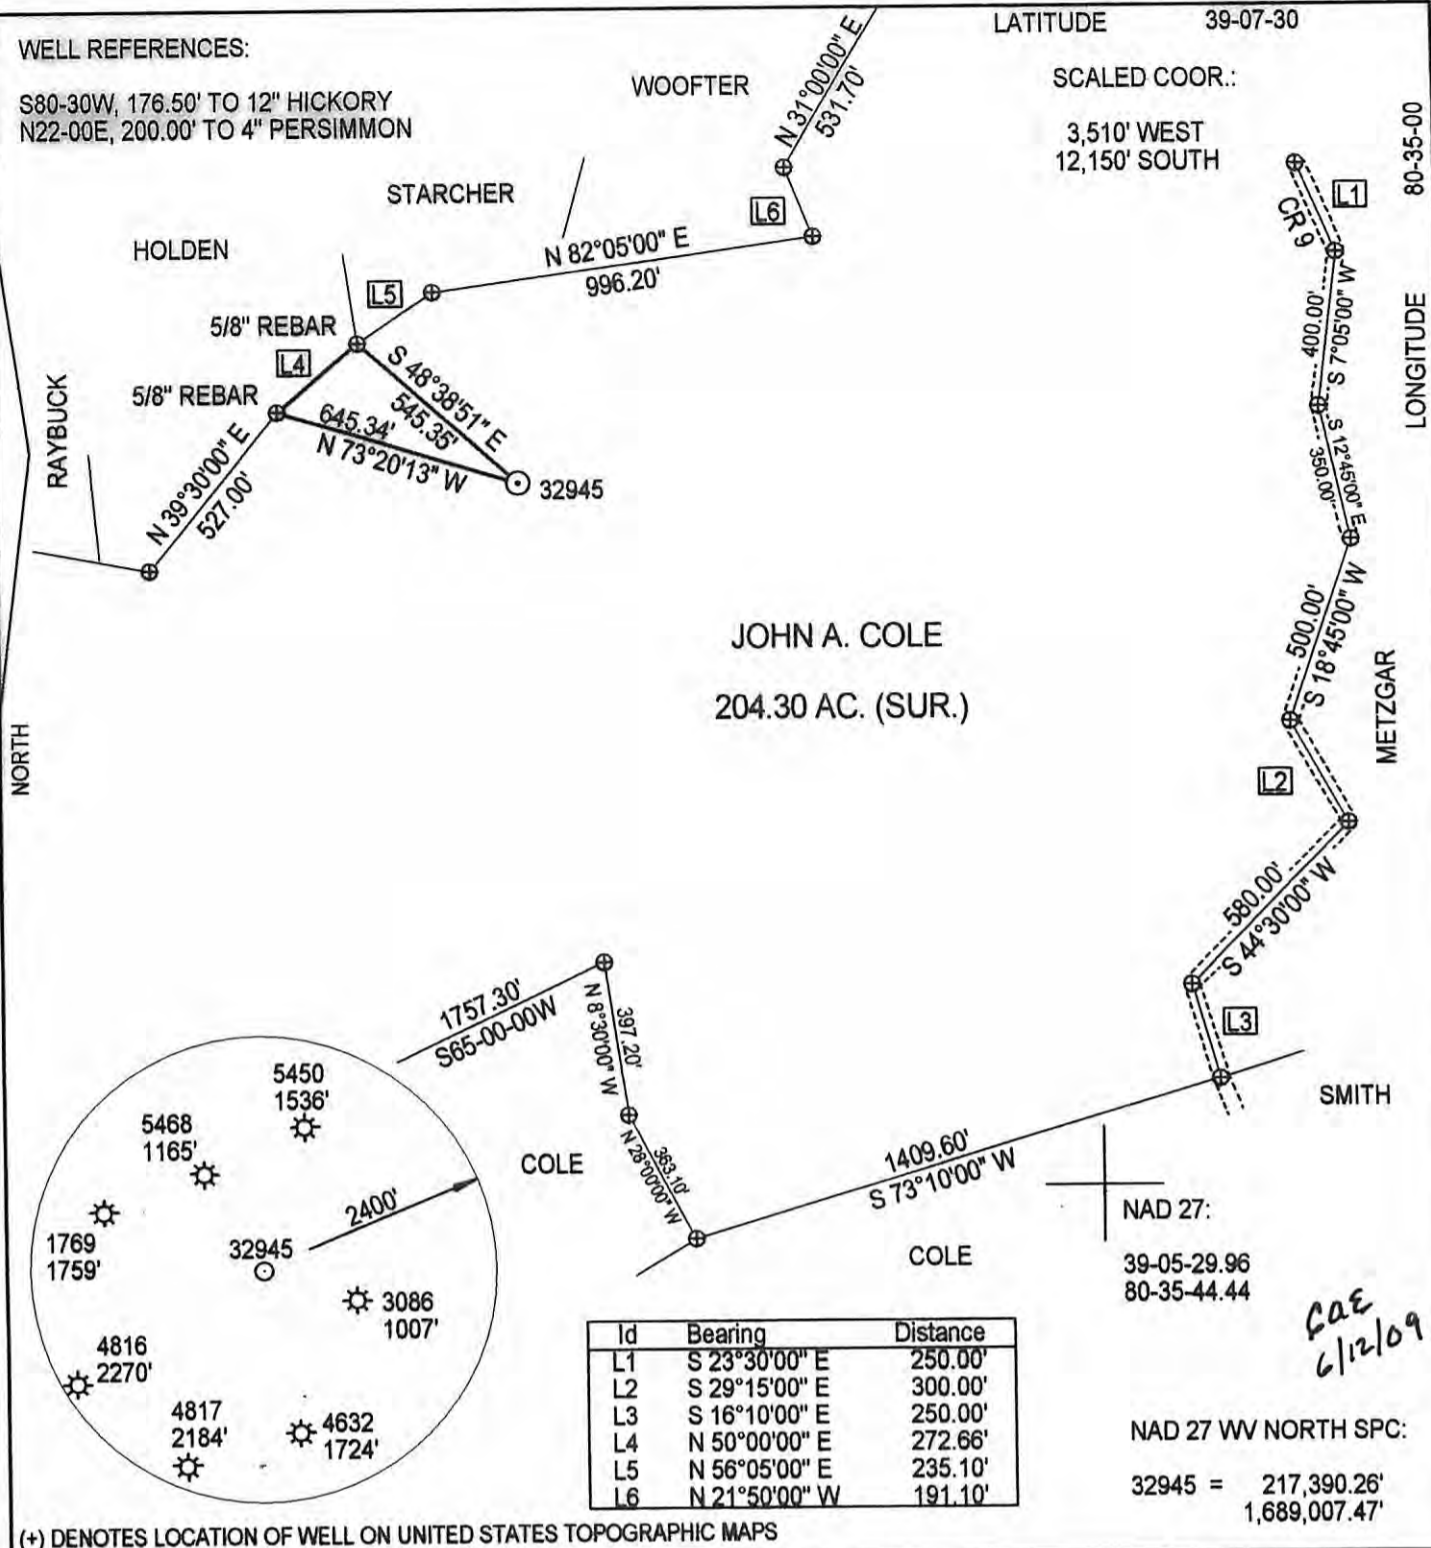 LATITUDE 39-07-30
WELL REFERENCES:
S80-30W, 176.50' TO 12" HICKORY
N22-00E, 200.00' TO 4" PERSIMMON
WOOFTER
N 31°00'00" E
531.70'
SCALED COOR.:
3,510' WEST
12,150' SOUTH
80-35-00
LONGITUDE
STARCHER
HOLDEN
L6
N 82°05'00" E
996.20'
L5
5/8" REBAR
L4
5/8" REBAR
S 48°38'51" E
545.35'
645.34'
N 73°20'13" W
32945
RAYBUCK
N 39°30'00" E
527.00'
L1
CR 9
400.00'
S 7°05'00" W
350.00'
S 12°45'00" E
500.00'
S 18°45'00" W
METZGAR
L2
580.00'
S 44°30'00" W
L3
JOHN A. COLE
204.30 AC. (SUR.)
NORTH
1757.30'
S65-00-00W
397.20'
N 8°30'00" W
363.10'
N 28°00'00" W
COLE
1409.60'
S 73°10'00" W
SMITH
COLE
5450
1536'
5468
1165'
2400'
1769
1759'
32945
3086
1007'
4816
2270'
4817
2184'
4632
1724'
NAD 27:
39-05-29.96
80-35-44.44
6/12/09
Id Bearing Distance
L1 S 23°30'00" E 250.00'
L2 S 29°15'00" E 300.00'
L3 S 16°10'00" E 250.00'
L4 N 50°00'00" E 272.66'
L5 N 56°05'00" E 235.10'
L6 N 21°50'00" W 191.10'
NAD 27 WV NORTH SPC:
32945 = 217,390.26'
1,689,007.47'
(+) DENOTES LOCATION OF WELL ON UNITED STATES TOPOGRAPHIC MAPS